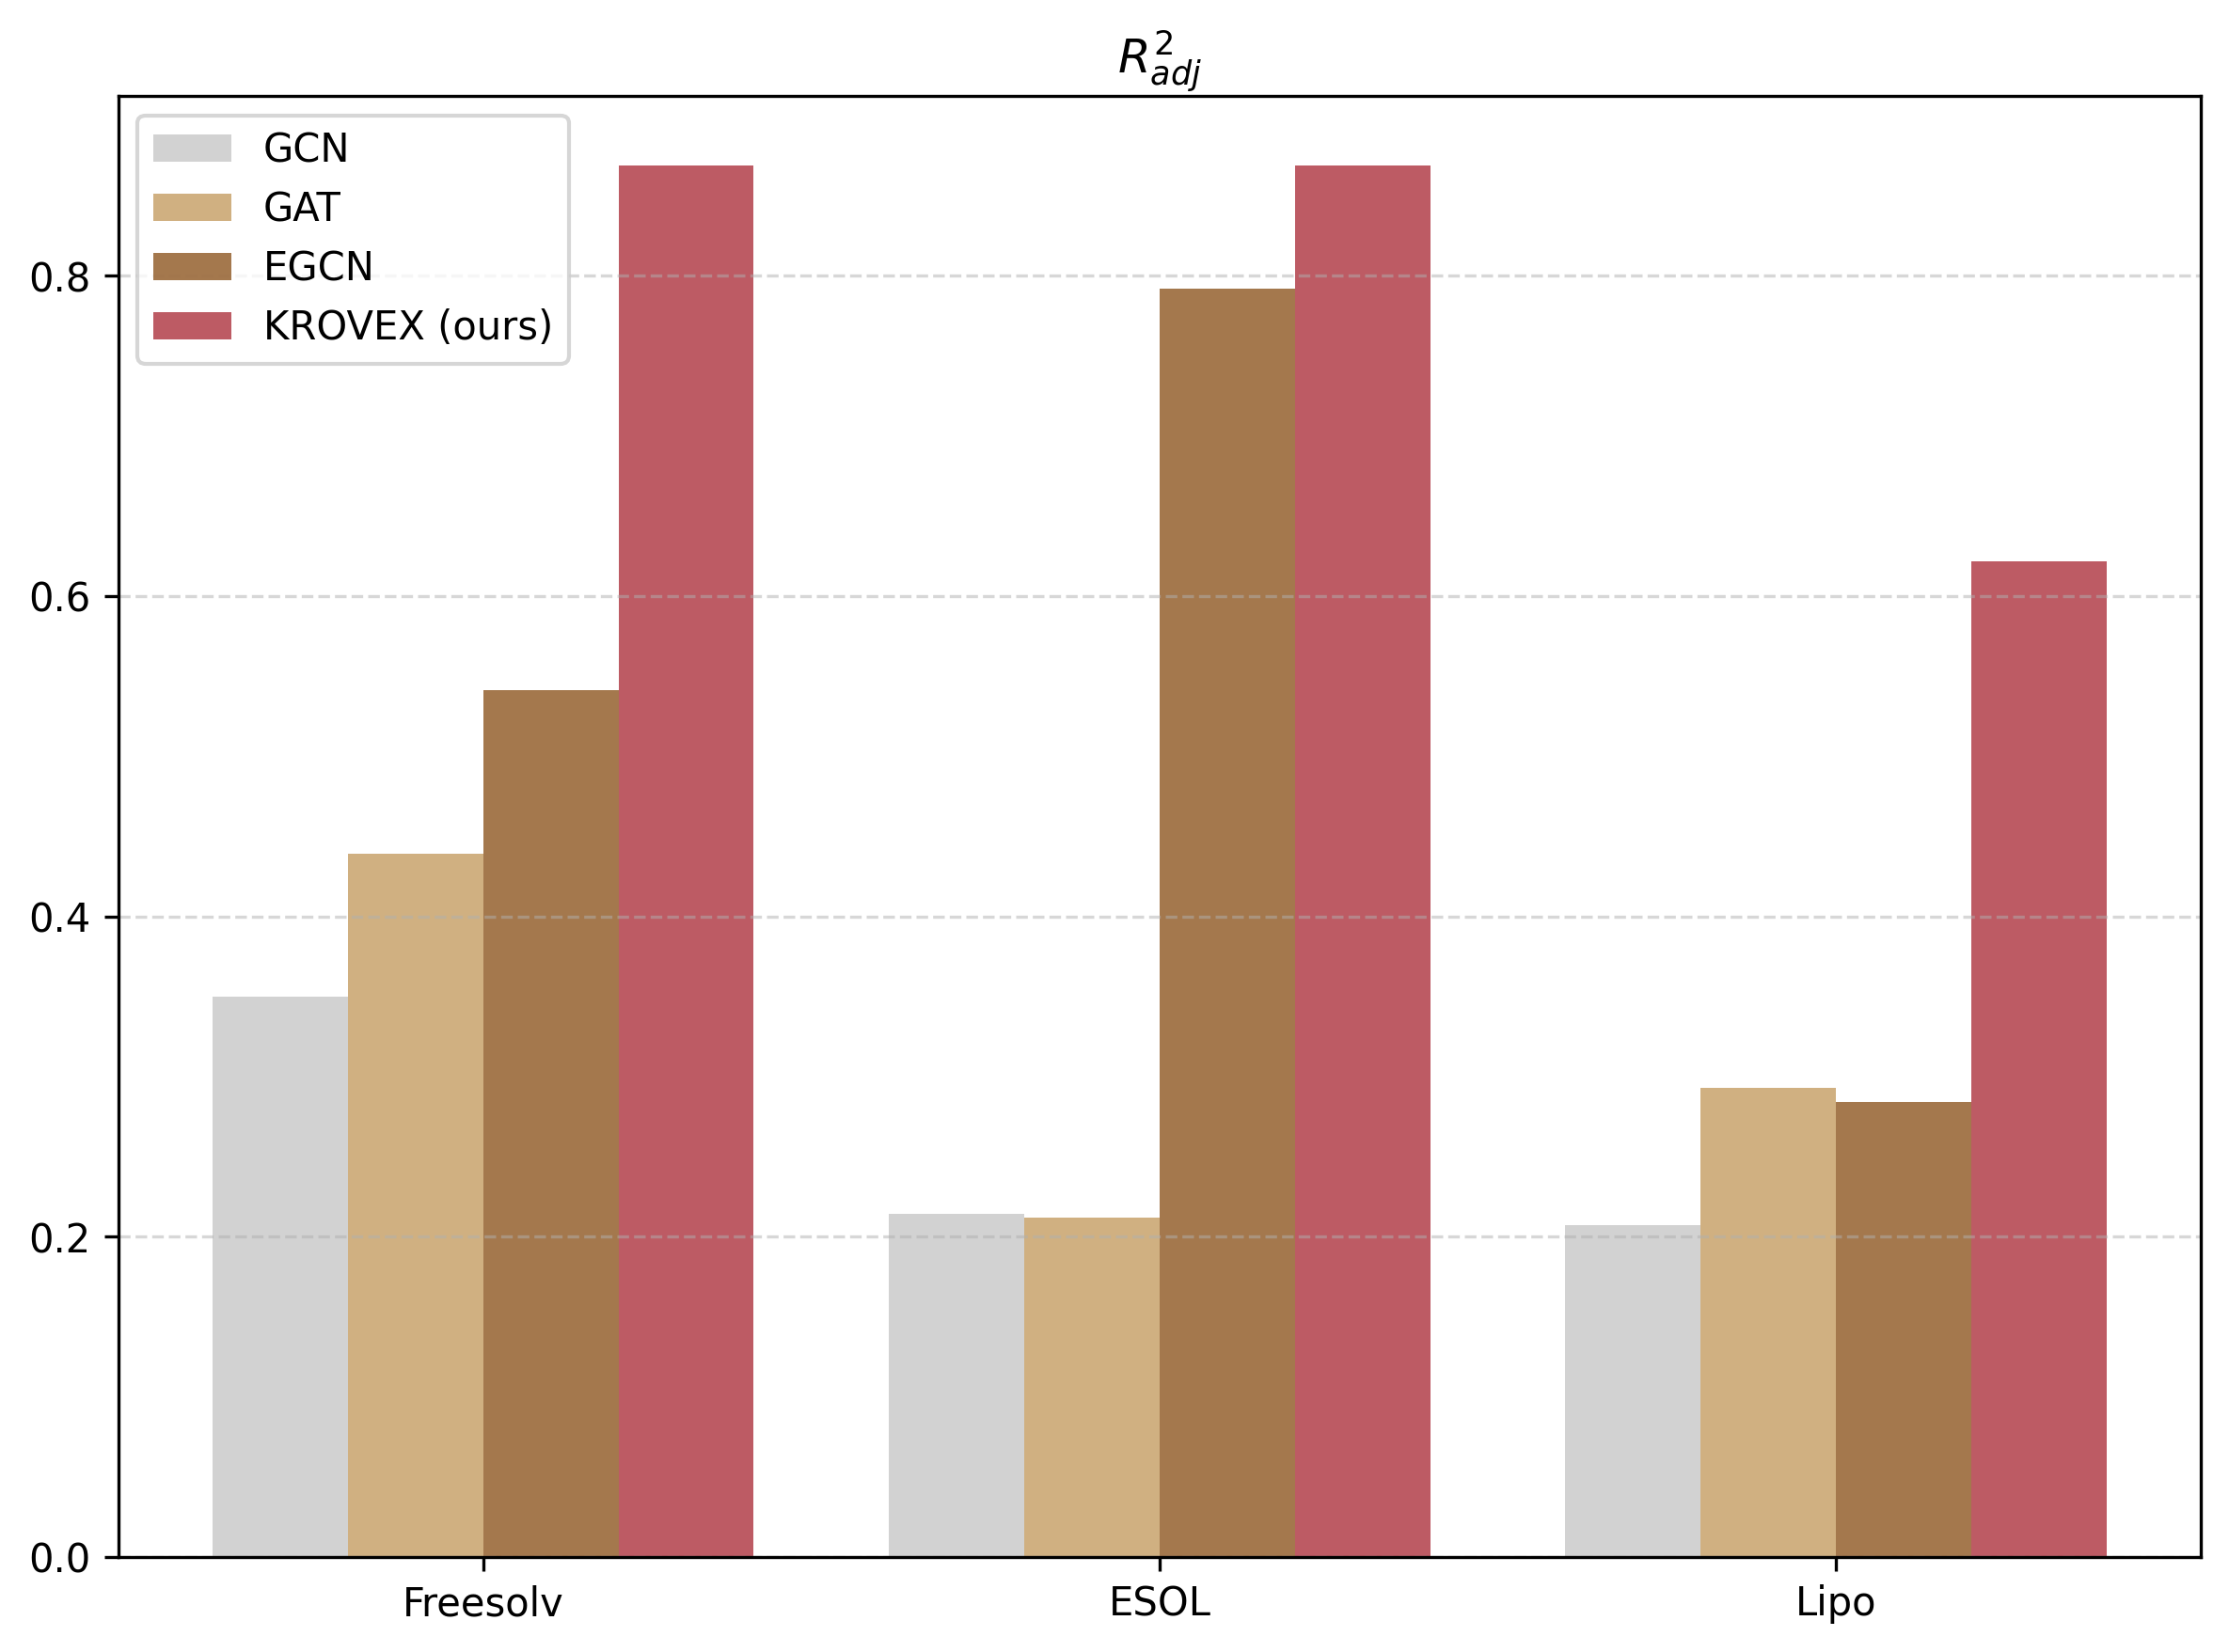 R²adj
GCN
GAT
EGCN
KROVEX (ours)
0.8
0.6
0.4
0.2
0.0
Freesolv ESOL Lipo